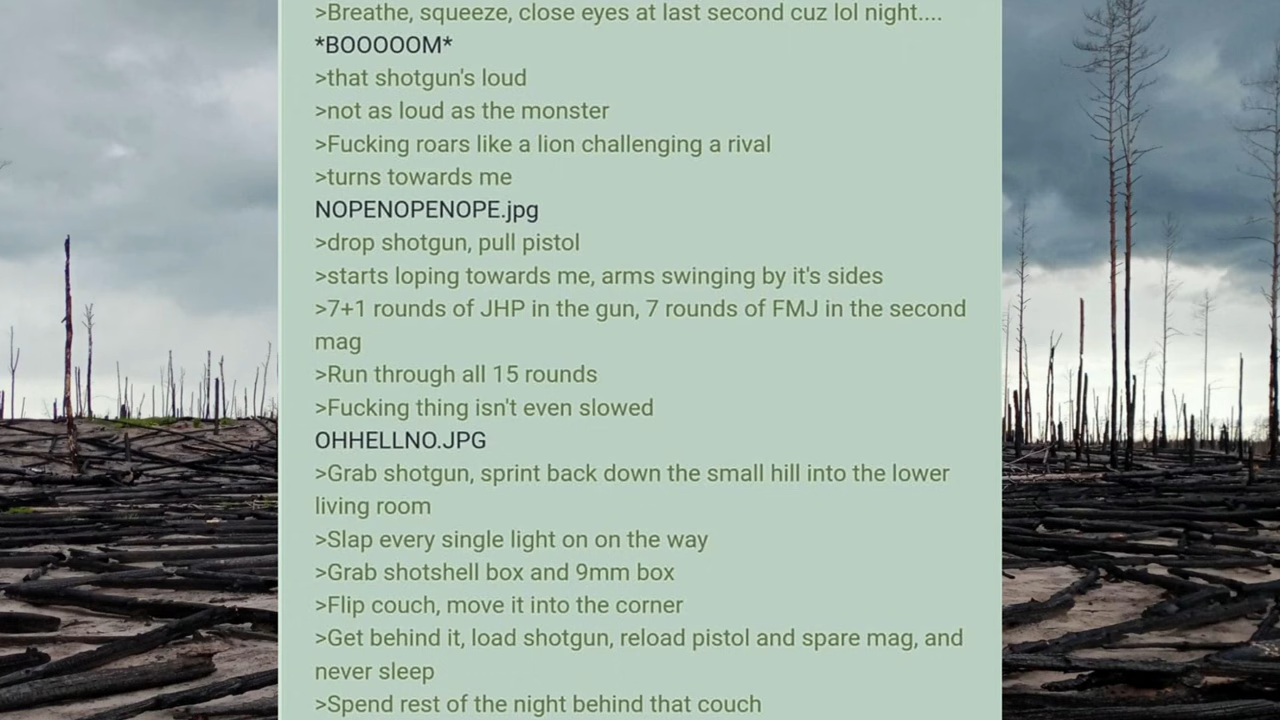 >Breathe, squeeze, close eyes at last second cuz lol night....
*BOOOOOM*
>that shotgun's loud
>not as loud as the monster
>Fucking roars like a lion challenging a rival
>turns towards me
NOPENOPENOPE.jpg
>drop shotgun, pull pistol
>starts loping towards me, arms swinging by it's sides
>7+1 rounds of JHP in the gun, 7 rounds of FMJ in the second
mag
>Run through all 15 rounds
>Fucking thing isn't even slowed
OHHELLNO.JPG
>Grab shotgun, sprint back down the small hill into the lower
living room
>Slap every single light on on the way
>Grab shotshell box and 9mm box
>Flip couch, move it into the corner
>Get behind it, load shotgun, reload pistol and spare mag, and
never sleep
>Spend rest of the night behind that couch